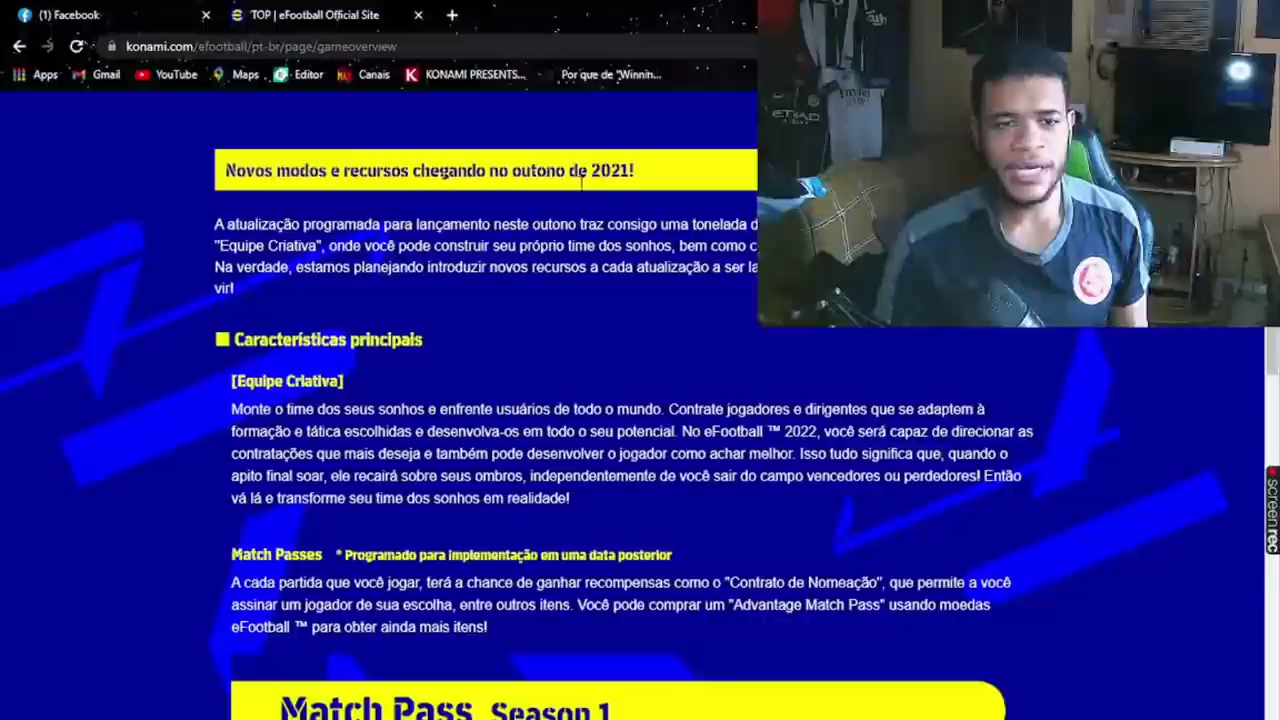 (1) Facebook
TOP | eFootball Official Site
konami.com/efootball/pt-br/page/gameoverview
Apps Gmail YouTube Maps Editor Canais KONAMI PRESENTS... Por que de "Winnin...
ETIHAD
Novos modos e recursos chegando no outono de 2021!
A atualização programada para lançamento neste outono traz consigo uma tonelada
"Equipe Criativa", onde você pode construir seu próprio time dos sonhos, bem como
Na verdade, estamos planejando introduzir novos recursos a cada atualização a ser
vir!
Características principais
[Equipe Criativa]
Monte o time dos seus sonhos e enfrente usuários de todo o mundo. Contrate jogadores e dirigentes que se adaptem à
formação e tática escolhidas e desenvolva-os em todo o seu potencial. No eFootball ™ 2022, você será capaz de direcionar as
contratações que mais deseja e também pode desenvolver o jogador como achar melhor. Isso tudo significa que, quando o
apito final soar, ele recairá sobre seus ombros, independentemente de você sair do campo vencedores ou perdedores! Então
vá lá e transforme seu time dos sonhos em realidade!
screenrec
Match Passes * Programado para implementação em uma data posterior
A cada partida que você jogar, terá a chance de ganhar recompensas como o "Contrato de Nomeação", que permite a você
assinar um jogador de sua escolha, entre outros itens. Você pode comprar um "Advantage Match Pass" usando moedas
eFootball ™ para obter ainda mais itens!
Match Pass Season 1